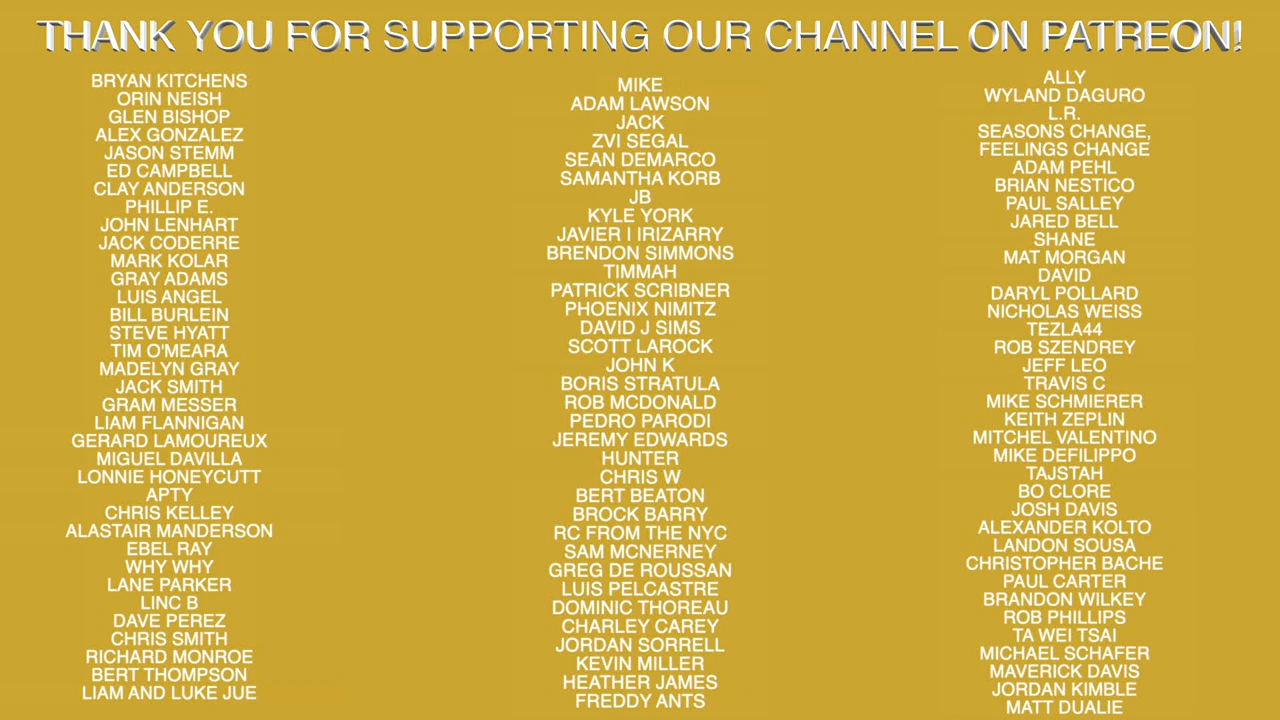 THANK YOU FOR SUPPORTING OUR CHANNEL ON PATREON!
BRYAN KITCHENS
ORIN NEISH
GLEN BISHOP
ALEX GONZALEZ
JASON STEMM
ED CAMPBELL
CLAY ANDERSON
PHILLIP E.
JOHN LENHART
JACK CODERRE
MARK KOLAR
GRAY ADAMS
LUIS ANGEL
BILL BURLEIN
STEVE HYATT
TIM O'MEARA
MADELYN GRAY
JACK SMITH
GRAM MESSER
LIAM FLANNIGAN
GERARD LAMOUREUX
MIGUEL DAVILLA
LONNIE HONEYCUTT
APTY
CHRIS KELLEY
ALASTAIR MANDERSON
EBEL RAY
WHY WHY
LANE PARKER
LINC B
DAVE PEREZ
CHRIS SMITH
RICHARD MONROE
BERT THOMPSON
LIAM AND LUKE JUE
MIKE
ADAM LAWSON
JACK
ZVI SEGAL
SEAN DEMARCO
SAMANTHA KORB
JB
KYLE YORK
JAVIER I IRIZARRY
BRENDON SIMMONS
TIMMAH
PATRICK SCRIBNER
PHOENIX NIMITZ
DAVID J SIMS
SCOTT LAROCK
JOHN K
BORIS STRATULA
ROB MCDONALD
PEDRO PARODI
JEREMY EDWARDS
HUNTER
CHRIS W
BERT BEATON
BROCK BARRY
RC FROM THE NYC
SAM MCNERNEY
GREG DE ROUSSAN
LUIS PELCASTRE
DOMINIC THOREAU
CHARLEY CAREY
JORDAN SORRELL
KEVIN MILLER
HEATHER JAMES
FREDDY ANTS
ALLY
WYLAND DAGURO
L.R.
SEASONS CHANGE,
FEELINGS CHANGE
ADAM PEHL
BRIAN NESTICO
PAUL SALLEY
JARED BELL
SHANE
MAT MORGAN
DAVID
DARYL POLLARD
NICHOLAS WEISS
TEZLA44
ROB SZENDREY
JEFF LEO
TRAVIS C
MIKE SCHMIERER
KEITH ZEPLIN
MITCHEL VALENTINO
MIKE DEFILIPPO
TAJSTAH
BO CLORE
JOSH DAVIS
ALEXANDER KOLTO
LANDON SOUSA
CHRISTOPHER BACHE
PAUL CARTER
BRANDON WILKEY
ROB PHILLIPS
TA WEI TSAI
MICHAEL SCHAFER
MAVERICK DAVIS
JORDAN KIMBLE
MATT DUALIE